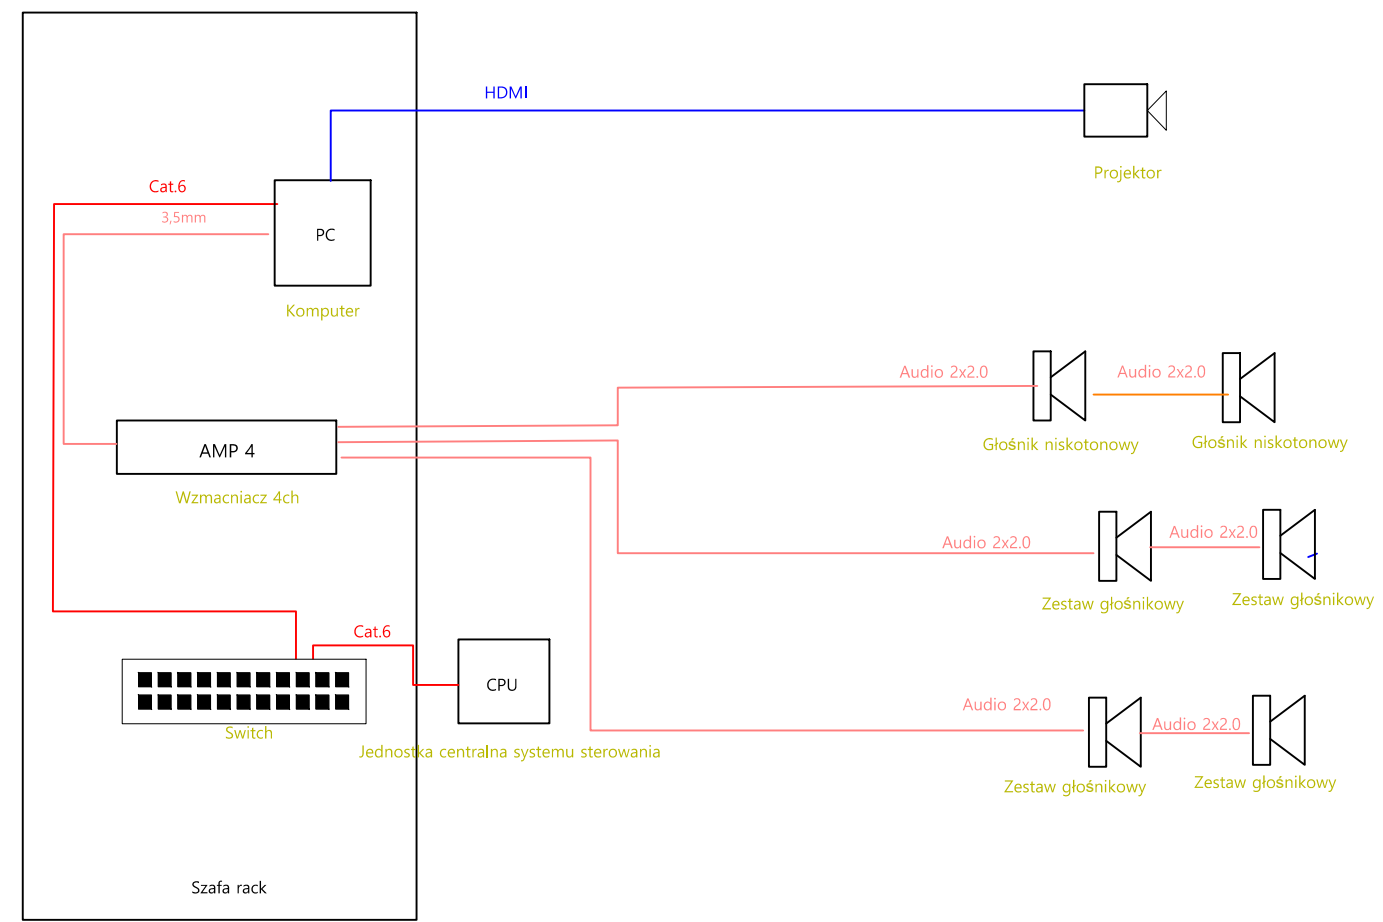 HDMI
Projektor
Cat.6
3,5mm
PC
Komputer
Audio 2x2.0
Audio 2x2.0
Głośnik niskotonowy
Głośnik niskotonowy
AMP 4
Wzmacniacz 4ch
Audio 2x2.0
Audio 2x2.0
Zestaw głośnikowy
Zestaw głośnikowy
Cat.6
CPU
Switch
Jednostka centralna systemu sterowania
Audio 2x2.0
Audio 2x2.0
Zestaw głośnikowy
Zestaw głośnikowy
Szafa rack